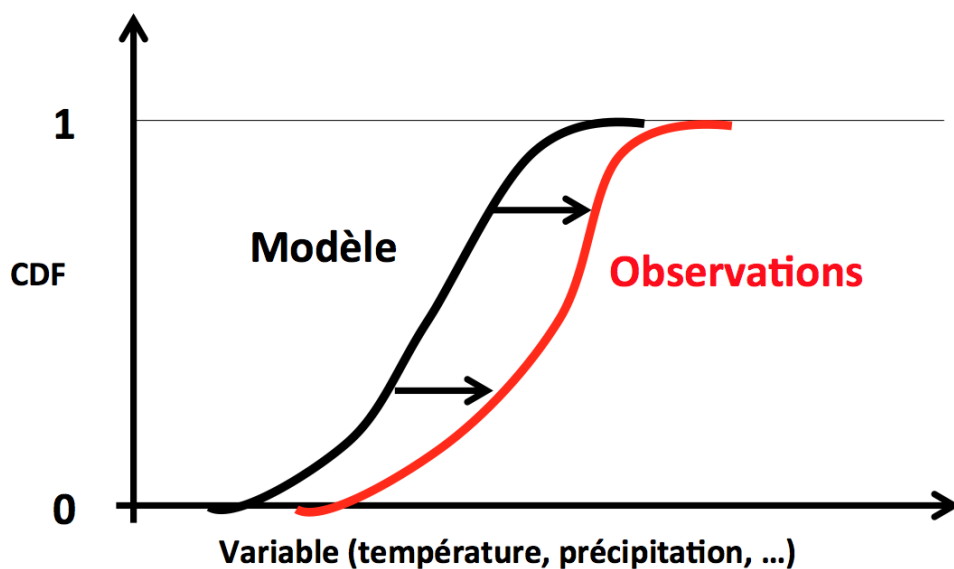 1
Modèle
CDF
Observations
0
Variable (température, précipitation, ...)